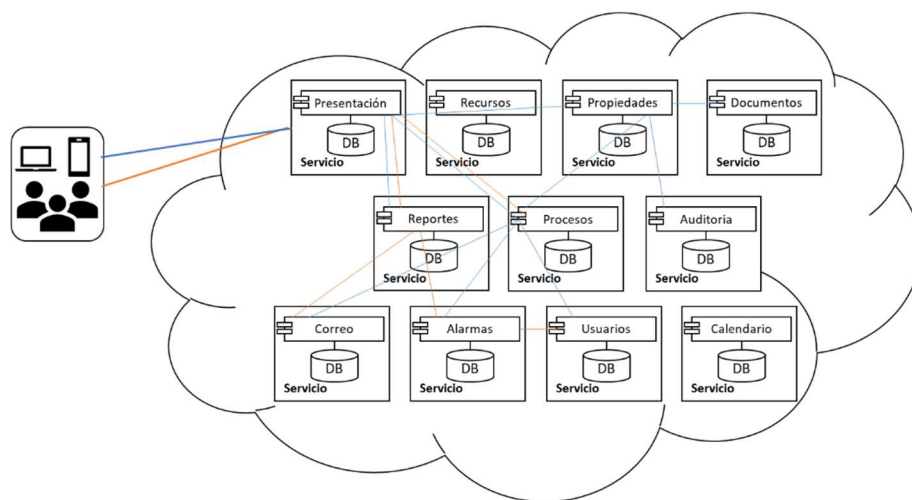 Presentación
DB
Servicio
Recursos
DB
Servicio
Propiedades
DB
Servicio
Documentos
DB
Servicio
Reportes
DB
Servicio
Procesos
DB
Servicio
Auditoria
DB
Servicio
Correo
DB
Servicio
Alarmas
DB
Servicio
Usuarios
DB
Servicio
Calendario
DB
Servicio